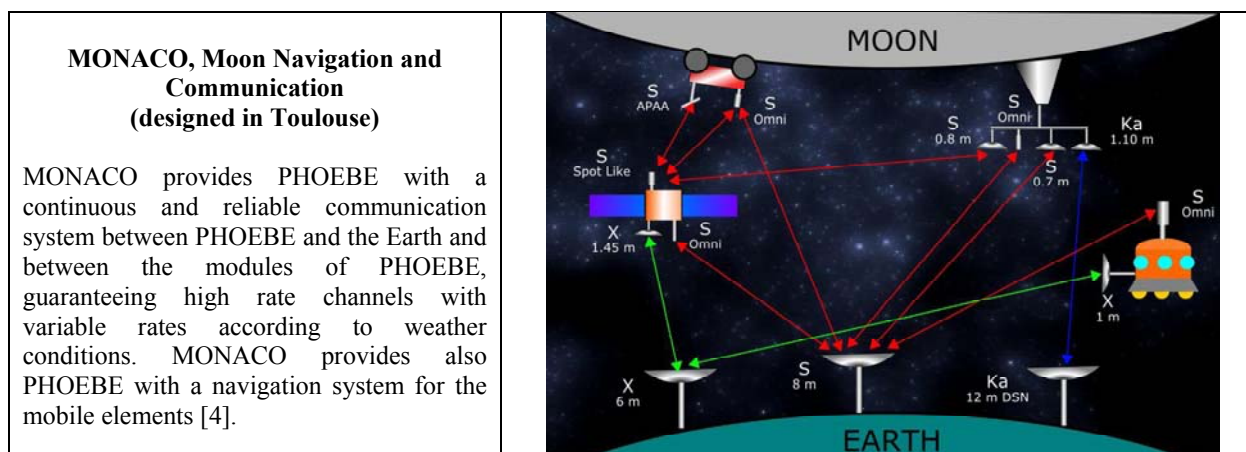 MONACO, Moon Navigation and
Communication
(designed in Toulouse)
MONACO provides PHOEBE with a
continuous and reliable communication
system between PHOEBE and the Earth and
between the modules of PHOEBE,
guaranteeing high rate channels with
variable rates according to weather
conditions. MONACO provides also
PHOEBE with a navigation system for the
mobile elements [4].
MOON
S
APAA
S
Omni
S
Spot Like
X
1.45 m
S
Omni
S
0.8 m
S
Omni
S
0.7 m
Ka
1.10 m
S
Omni
X
1 m
X
6 m
S
8 m
Ka
12 m DSN
EARTH